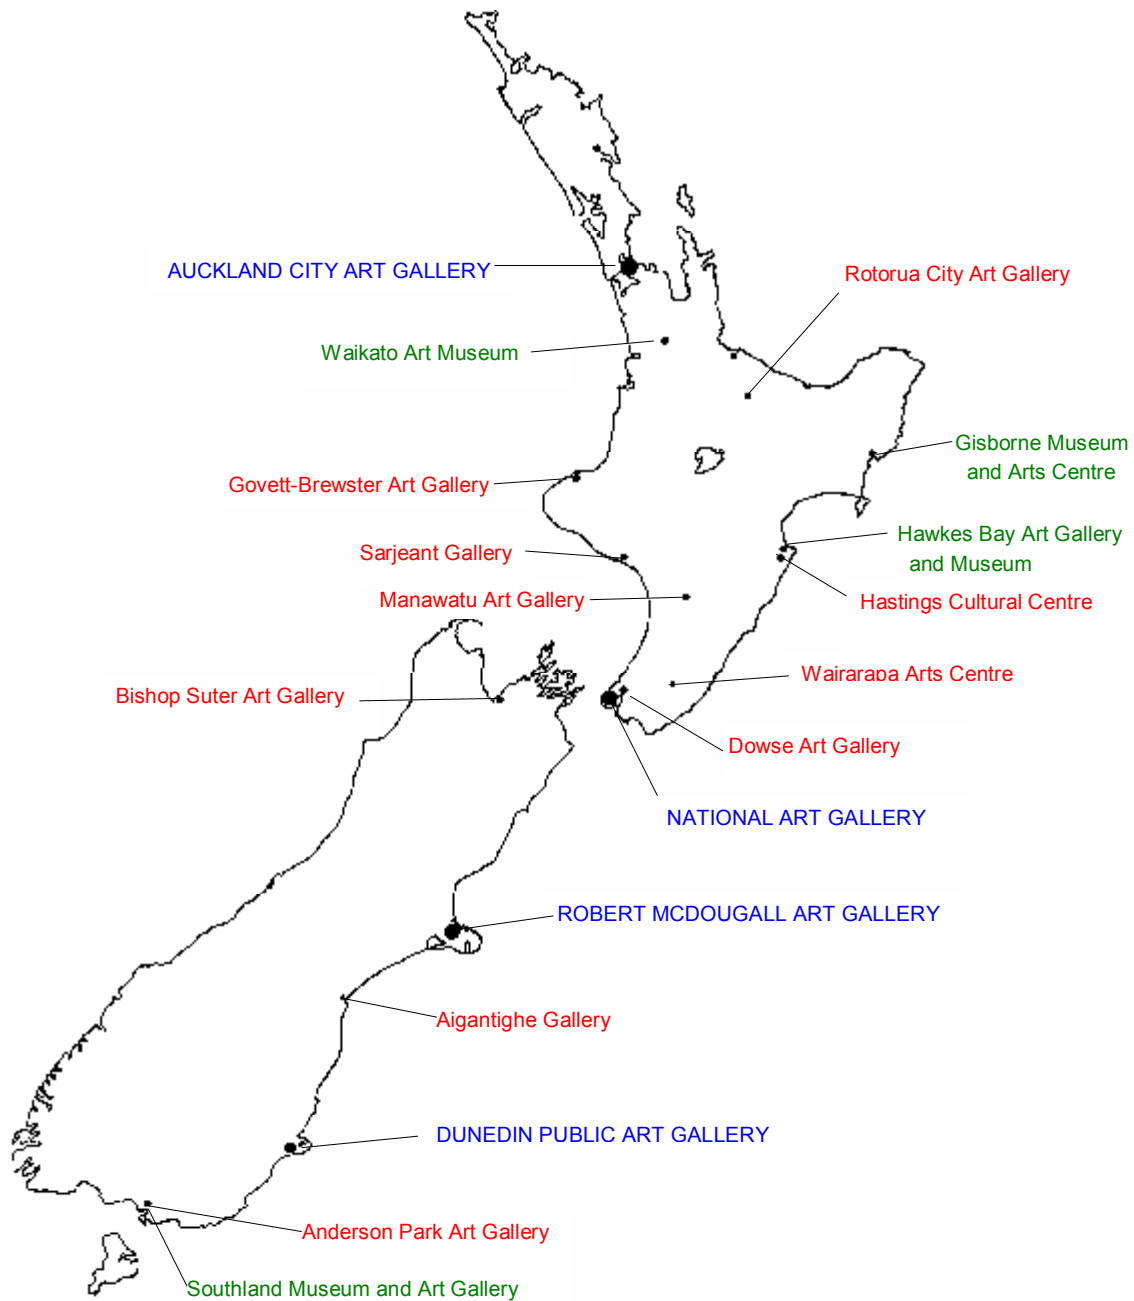 AUCKLAND CITY ART GALLERY
Rotorua City Art Gallery
Waikato Art Museum
Gisborne Museum
and Arts Centre
Govett-Brewster Art Gallery
Hawkes Bay Art Gallery
and Museum
Sarjeant Gallery
Manawatu Art Gallery
Hastings Cultural Centre
Wairarapa Arts Centre
Bishop Suter Art Gallery
Dowse Art Gallery
NATIONAL ART GALLERY
ROBERT MCDOUGALL ART GALLERY
Aigantighe Gallery
DUNEDIN PUBLIC ART GALLERY
Anderson Park Art Gallery
Southland Museum and Art Gallery